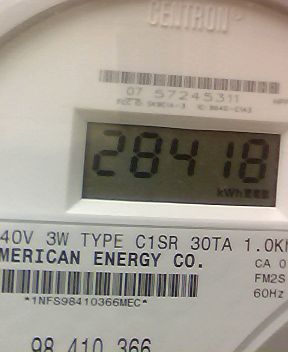 CENTRON®
07 57245311
28418
kWh
40V 3W TYPE C1SR 30TA 1.0K
MERICAN ENERGY CO.
CA 0
FM2S
60Hz
*1NFS98410366MEC*
98 410 366